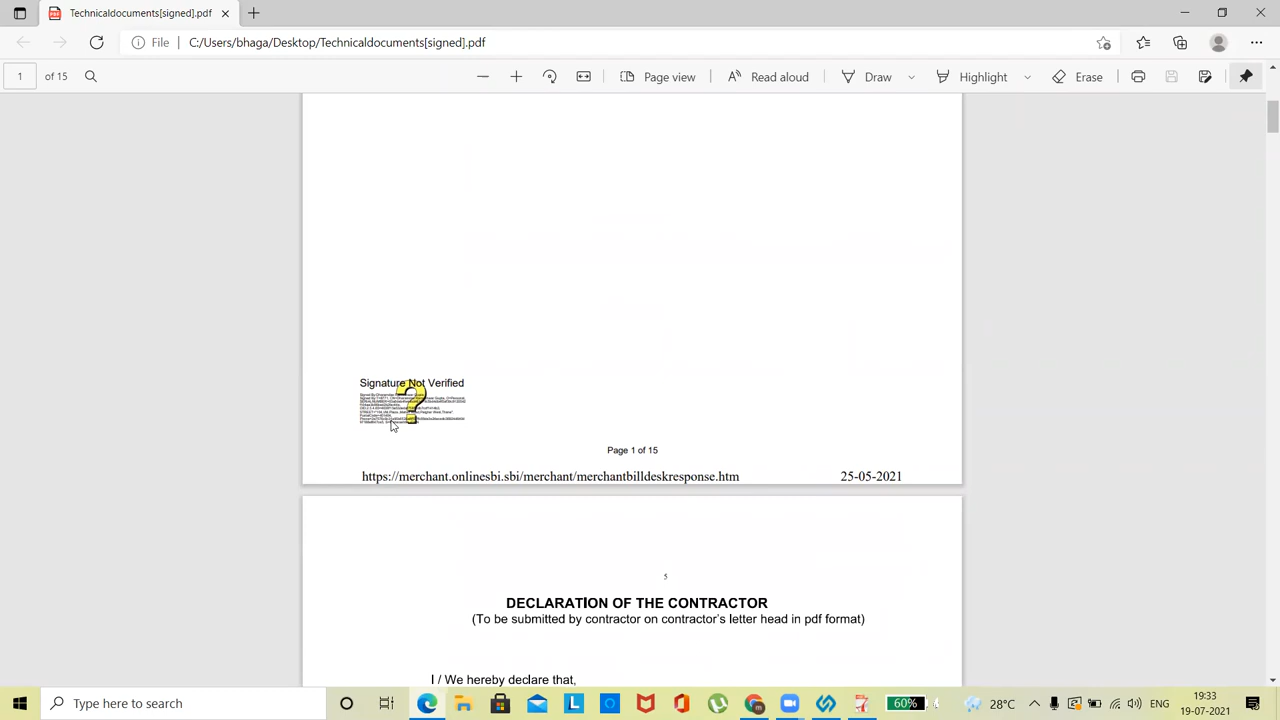 Technicaldocuments[signed].pdf
File
C:/Users/bhaga/Desktop/Technicaldocuments[signed].pdf
1 of 15
Page view
Read aloud
Draw
Highlight
Erase
Signature Not Verified
?
Page 1 of 15
https://merchant.onlinesbi.sbi/merchant/merchantbilldeskresponse.htm 25-05-2021
5
DECLARATION OF THE CONTRACTOR
(To be submitted by contractor on contractor's letter head in pdf format)
I / We hereby declare that,
Type here to search
60%
28°C
19:33
19-07-2021